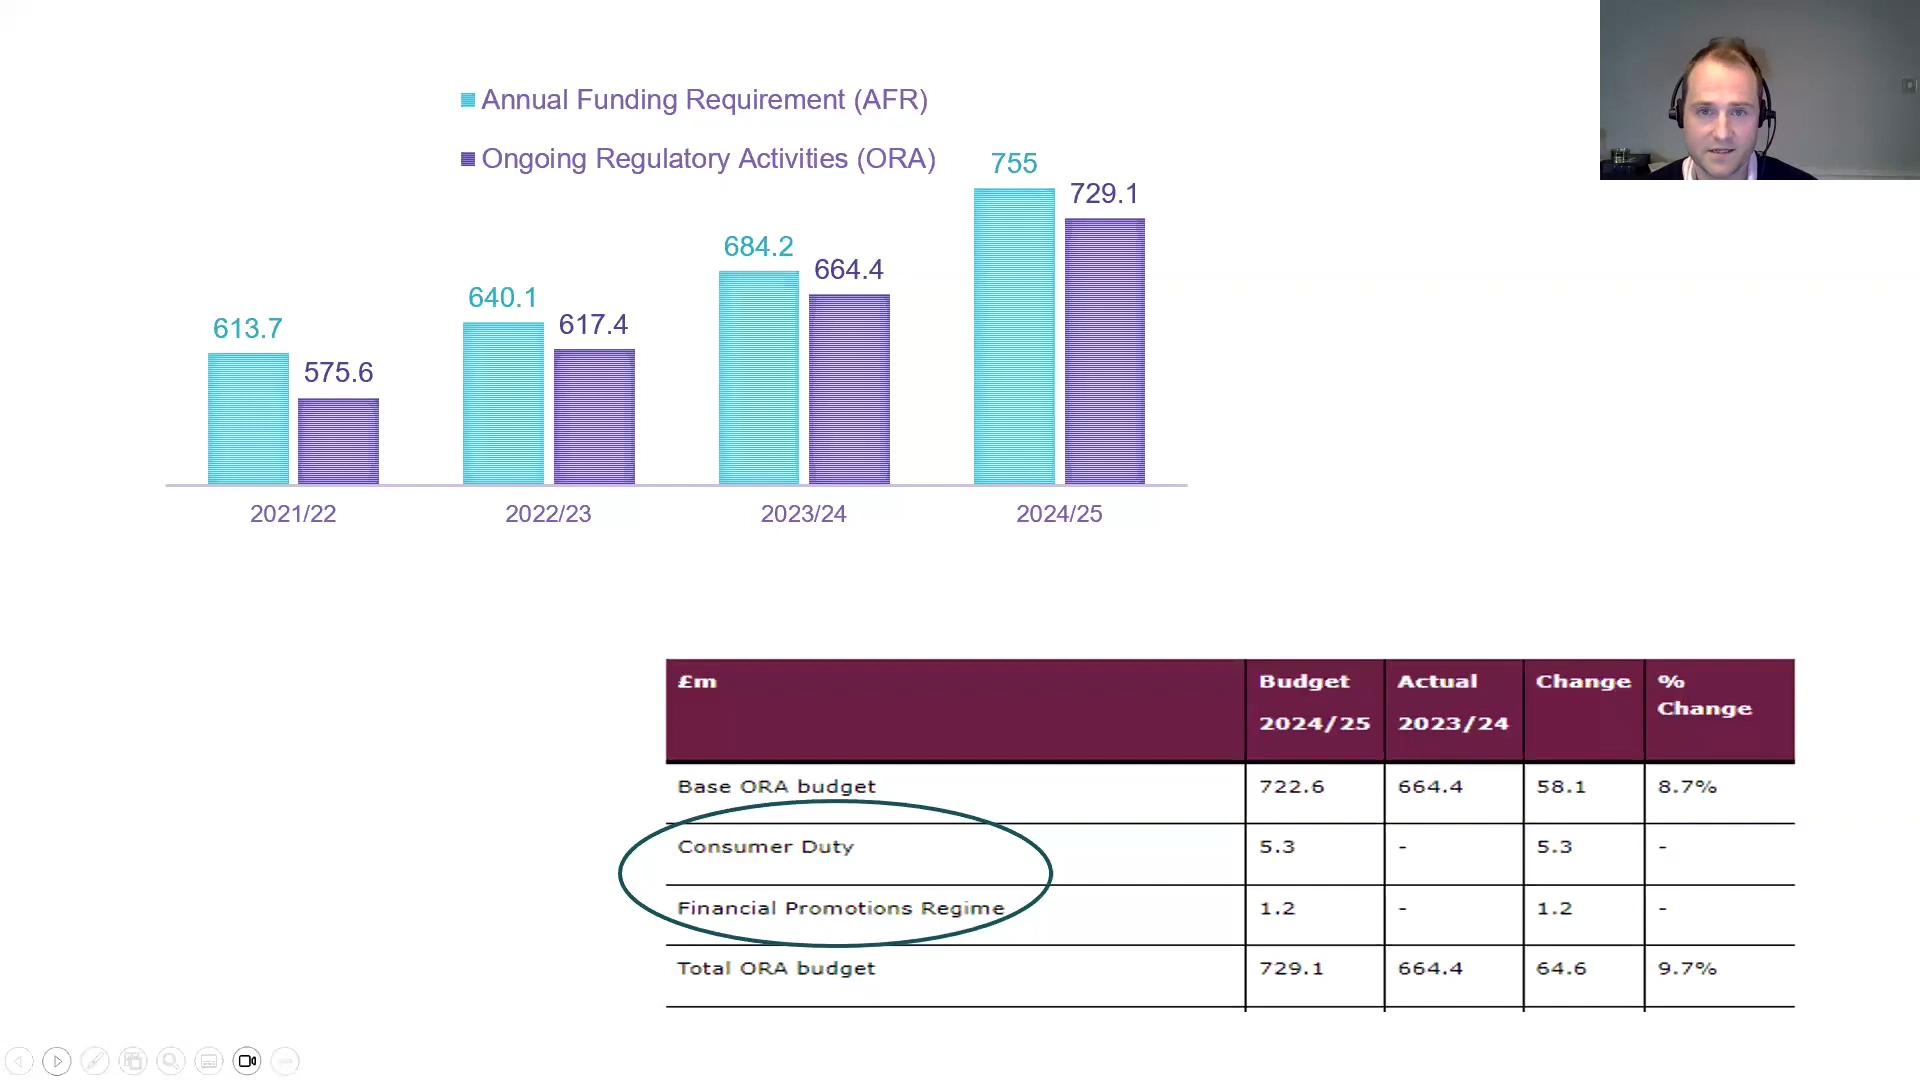 Annual Funding Requirement (AFR)
Ongoing Regulatory Activities (ORA)
755
729.1
684.2
664.4
640.1
617.4
613.7
575.6
2021/22
2022/23
2023/24
2024/25
£m Budget 2024/25 Actual 2023/24 Change % Change
Base ORA budget 722.6 664.4 58.1 8.7%
Consumer Duty 5.3 - 5.3 -
Financial Promotions Regime 1.2 - 1.2 -
Total ORA budget 729.1 664.4 64.6 9.7%